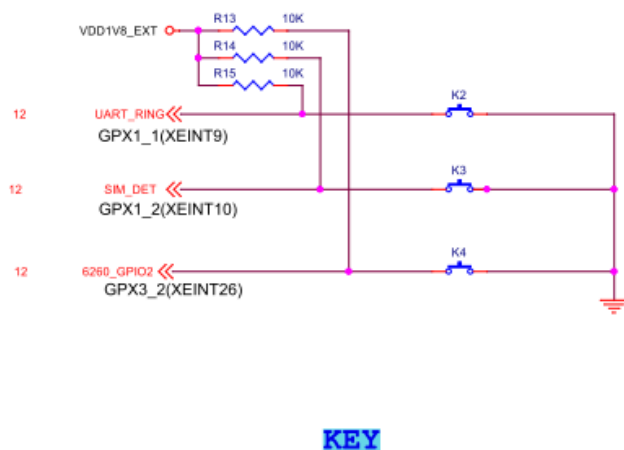 R13 10K
VDD1V8_EXT
R14 10K
R15 10K
K2
12 UART_RING
GPX1_1(XEINT9)
K3
12 SIM_DET
GPX1_2(XEINT10)
K4
12 6260_GPIO2
GPX3_2(XEINT26)
KEY